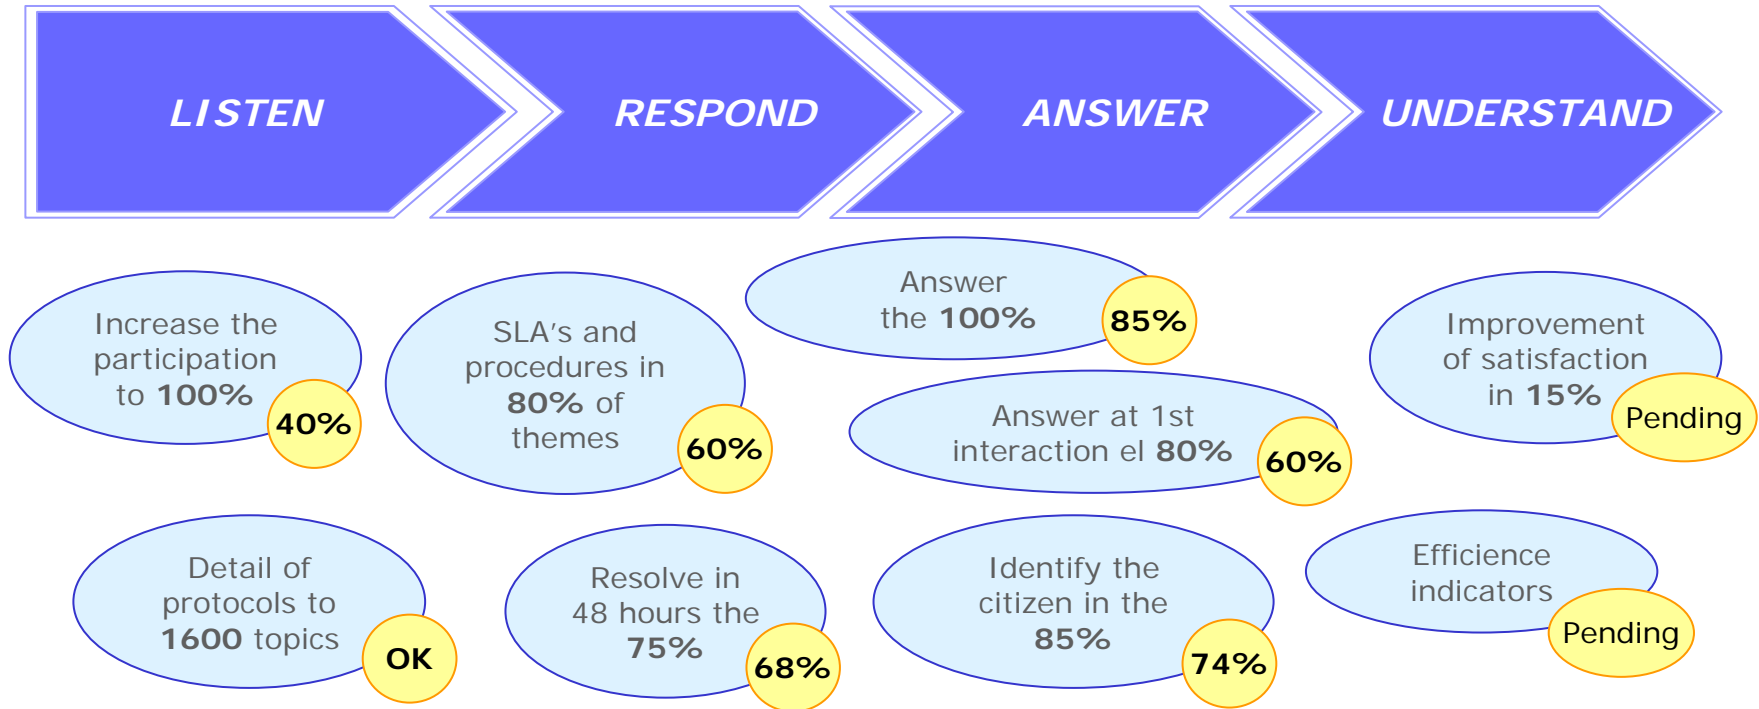 LISTEN
RESPOND
ANSWER
UNDERSTAND
Increase the
participation
to 100%
40%
Detail of
protocols to
1600 topics
OK
SLA's and
procedures in
80% of
themes
60%
Resolve in
48 hours the
75%
68%
Answer
the 100%
85%
Answer at 1st
interaction el 80%
60%
Identify the
citizen in the
85%
74%
Improvement
of satisfaction
in 15%
Pending
Efficience
indicators
Pending